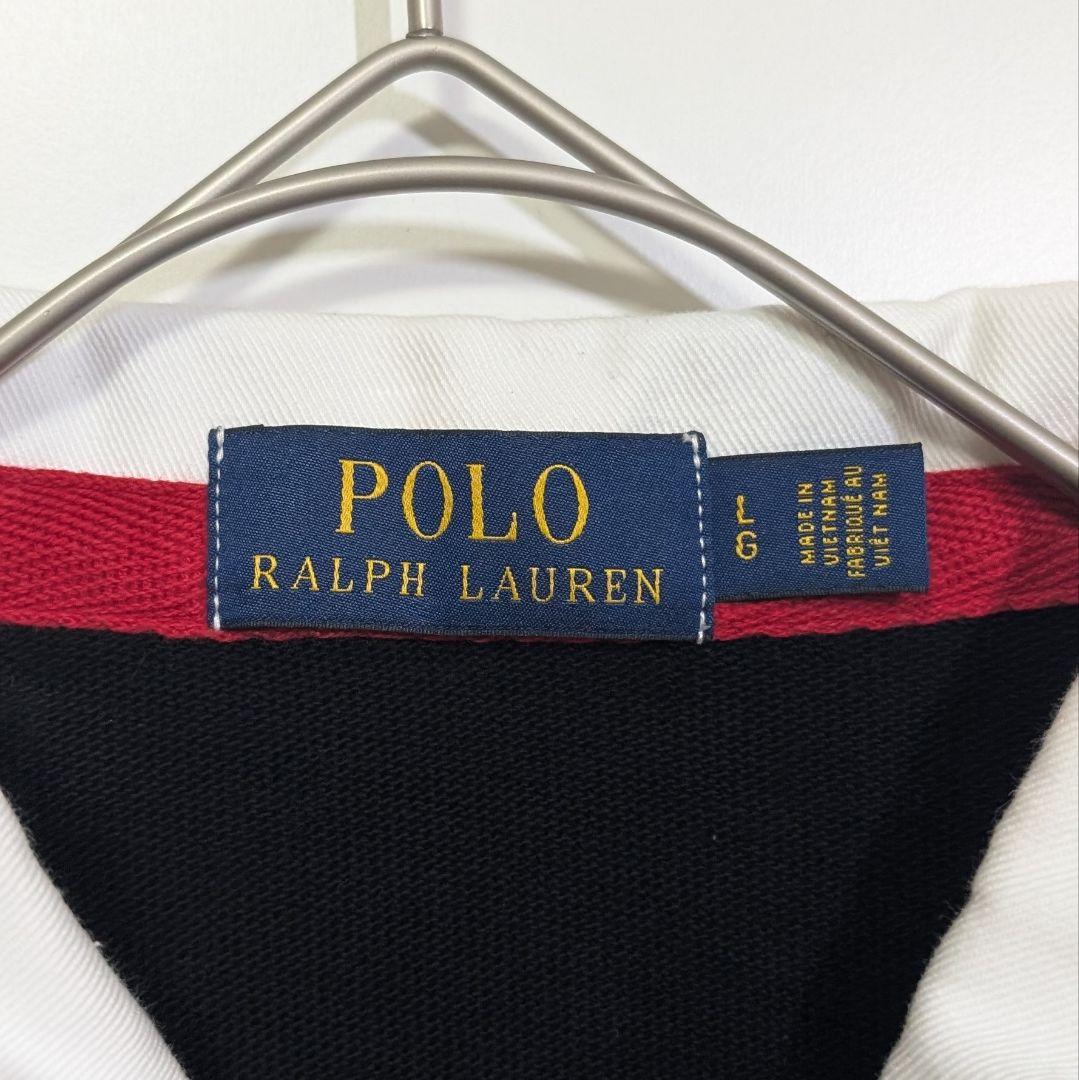 POLO
RALPH LAUREN
L
G
MADE IN
VIETNAM
FABRIQUÉ AU
VIÊT NAM